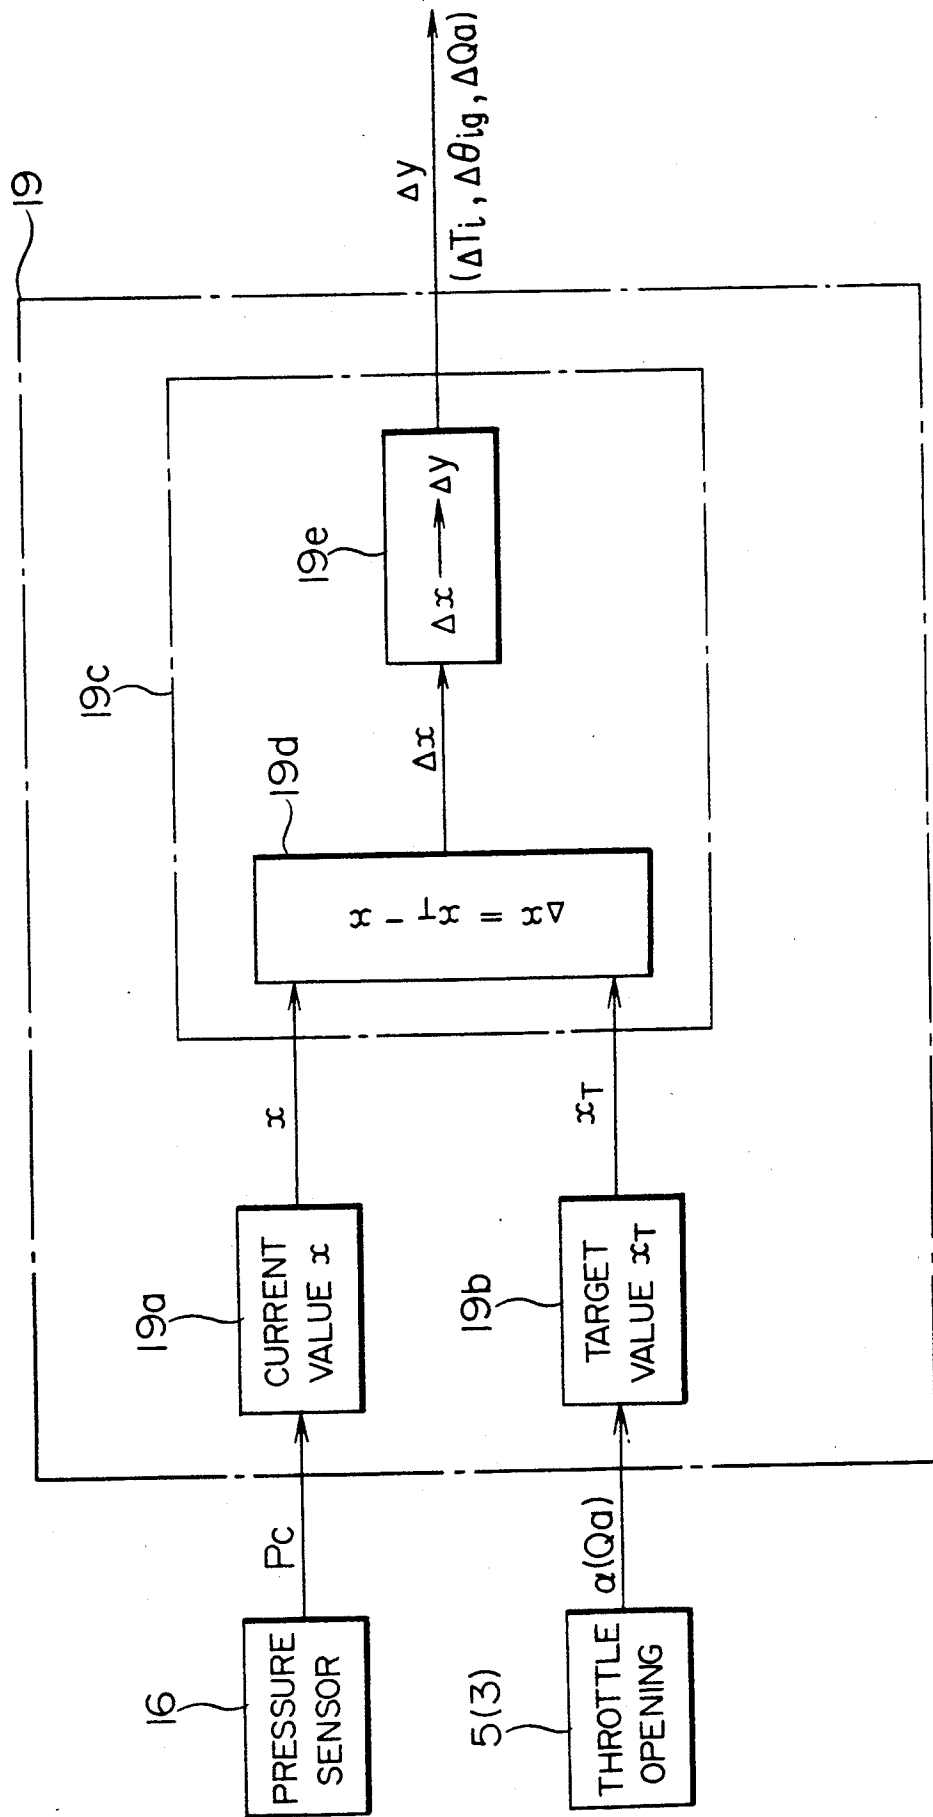 19
19c
16
PRESSURE
SENSOR
Pc
19a
CURRENT
VALUE x
x
19d
Δx = xT - x
Δx
19e
Δx → Δy
Δy
(ΔTi, Δθig, ΔQa)
5(3)
THROTTLE
OPENING
α(Qa)
19b
TARGET
VALUE xT
xT